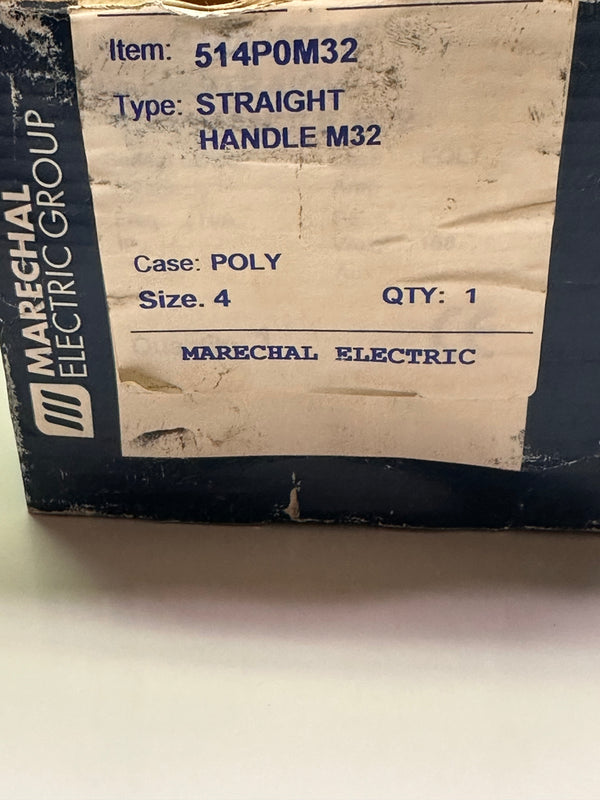 Item: 514P0M32
Type: STRAIGHT
HANDLE M32
Case: POLY
Size. 4 QTY: 1
MARECHAL ELECTRIC
MARECHAL
ELECTRIC GROUP